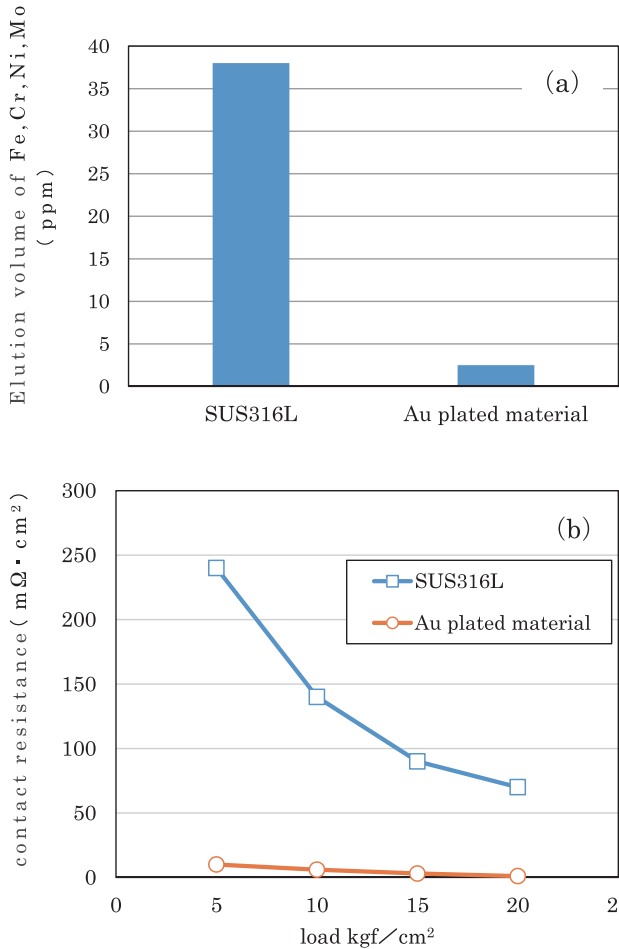 Elution volume of Fe,Cr,Ni,Mo
(ppm)
40
35
30
25
20
15
10
5
0
(a)
SUS316L
Au plated material
contact resistance(mΩ・cm²)
300
250
200
150
100
50
0
(b)
SUS316L
Au plated material
0
5
10
15
20
2
load kgf／cm²